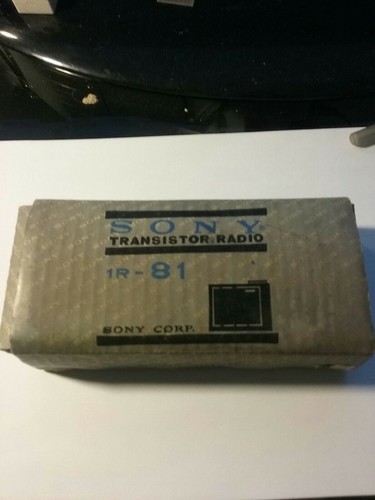 SONY
TRANSISTOR RADIO
1R-81
SONY CORP.